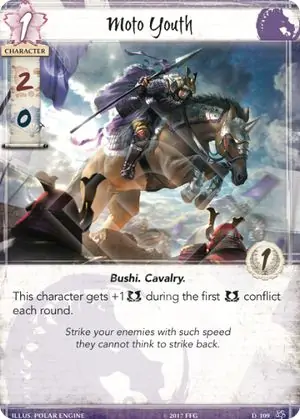 Moto Youth
1
CHARACTER
2
0
1
Bushi. Cavalry.
This character gets +1 during the first conflict
each round.
Strike your enemies with such speed
they cannot think to strike back.
ILLUS. POLAR ENGINE © 2017 FFG D 109